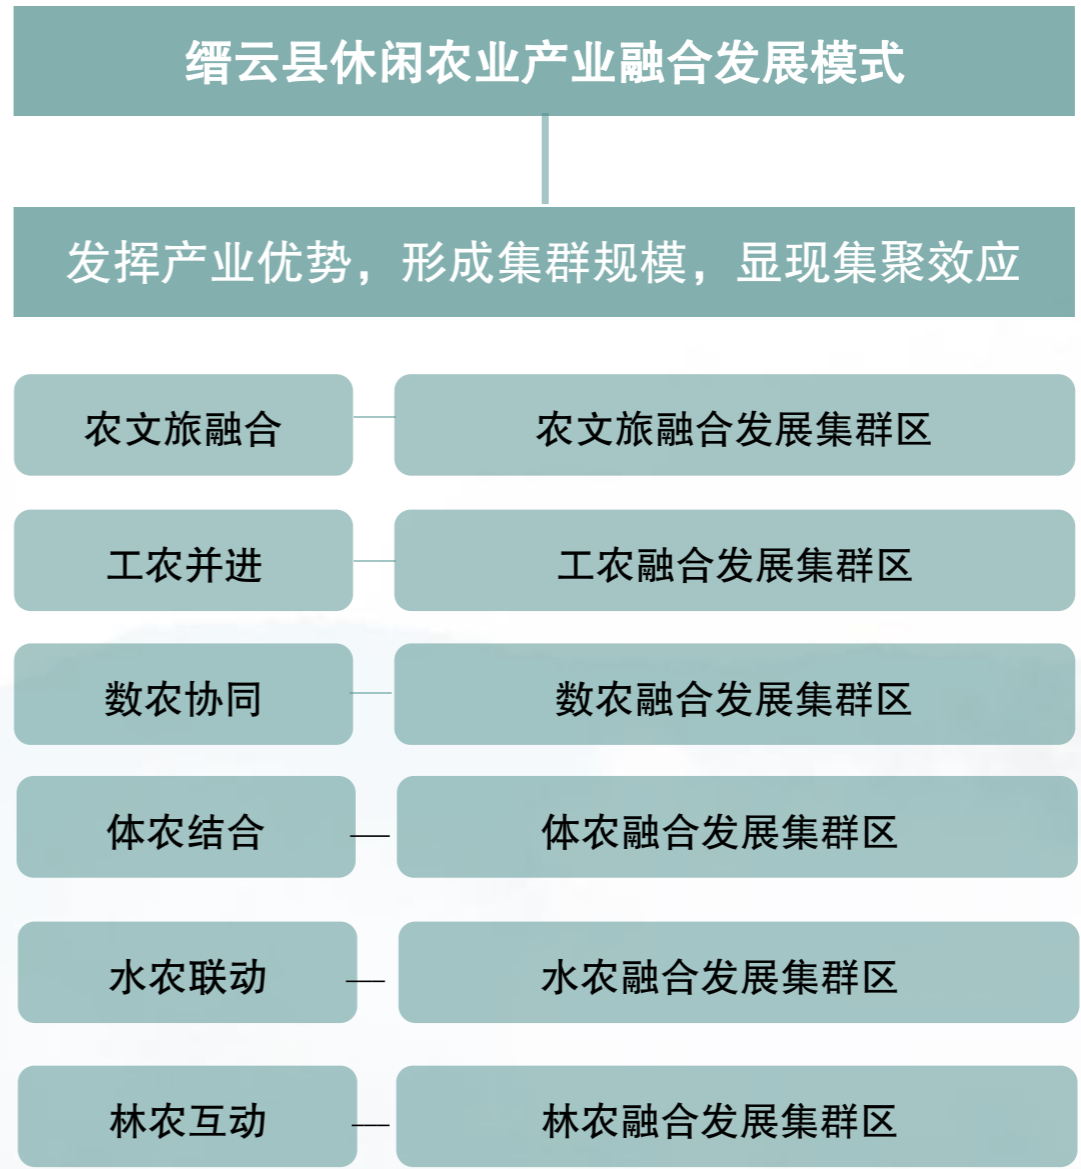 缙云县休闲农业产业融合发展模式
发挥产业优势，形成集群规模，显现集聚效应
农文旅融合 农文旅融合发展集群区
工农并进 工农融合发展集群区
数农协同 数农融合发展集群区
体农结合 体农融合发展集群区
水农联动 水农融合发展集群区
林农互动 林农融合发展集群区